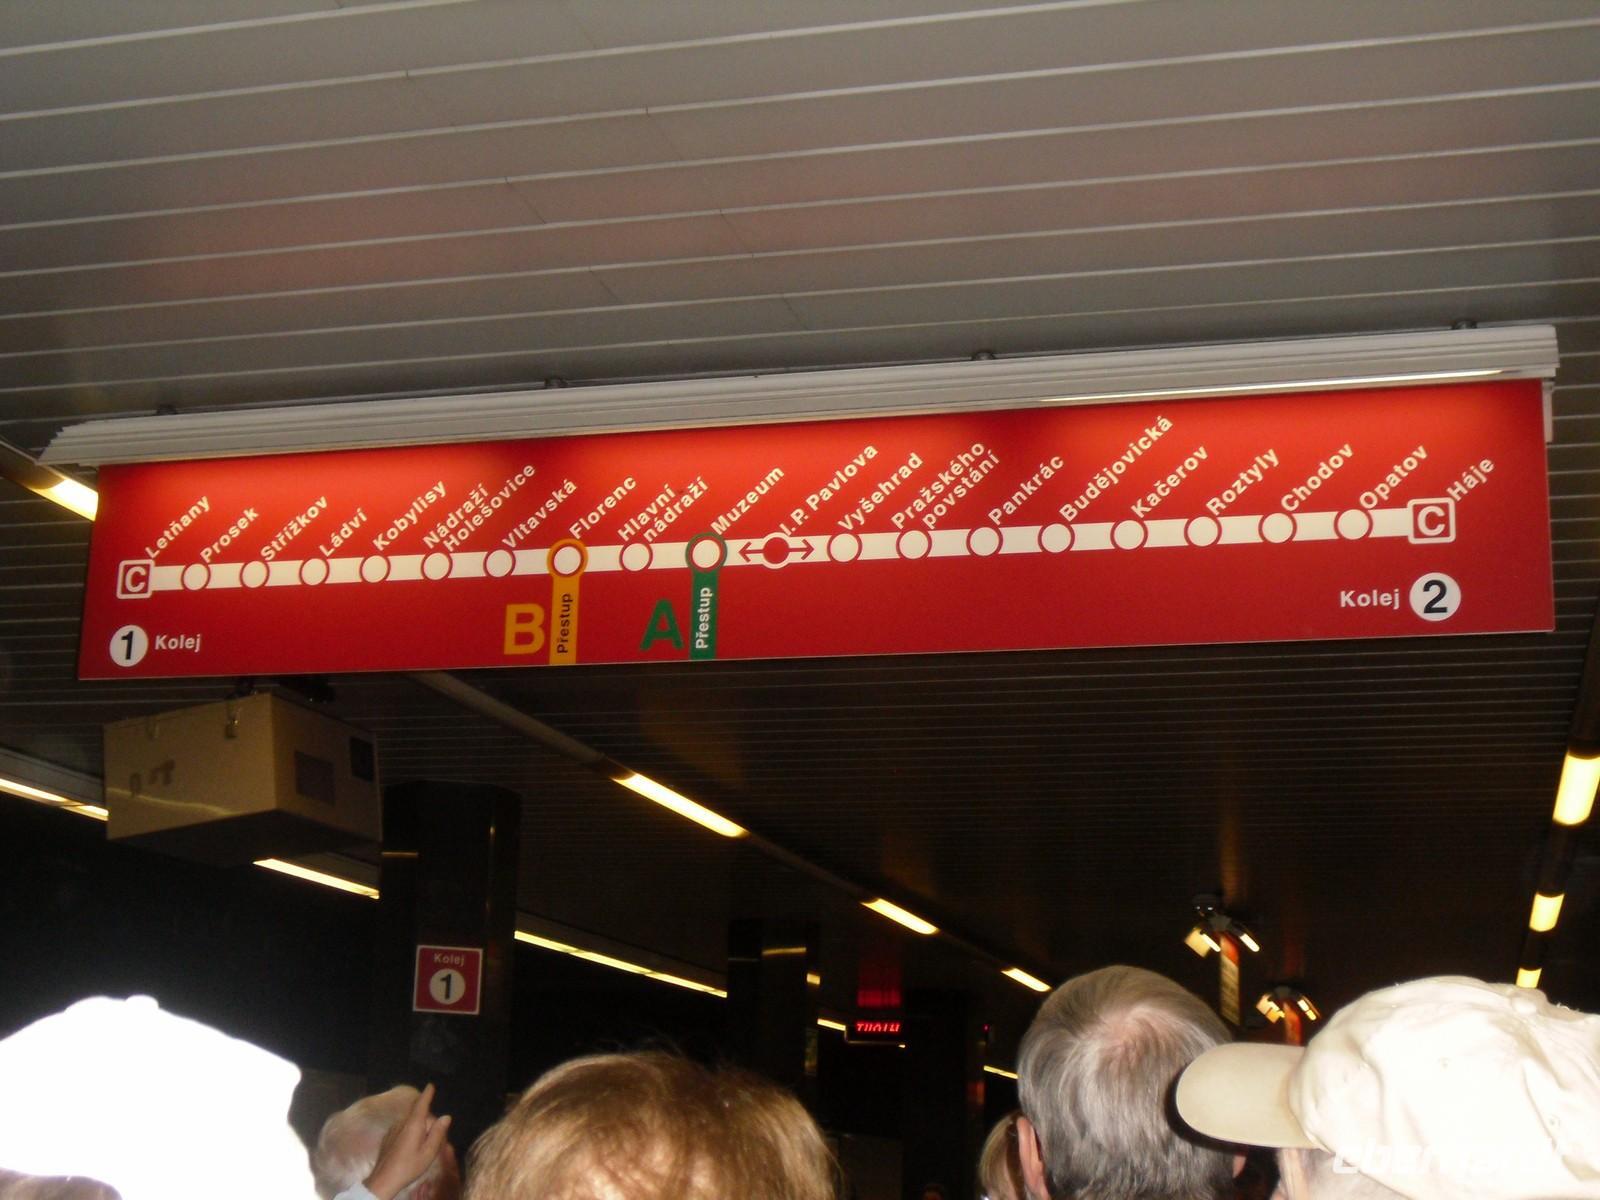 Letňany
Prosek
Střížkov
Ládví
Kobylisy
Nádraží
Holešovice
Vltavská
Florenc
Hlavní
nádraží
Muzeum
I. P. Pavlova
Vyšehrad
Pražského
povstání
Pankrác
Budějovická
Kačerov
Roztyly
Chodov
Opatov
Háje
C
C
1 Kolej
B
Přestup
A
Přestup
Kolej 2
Kolej
1